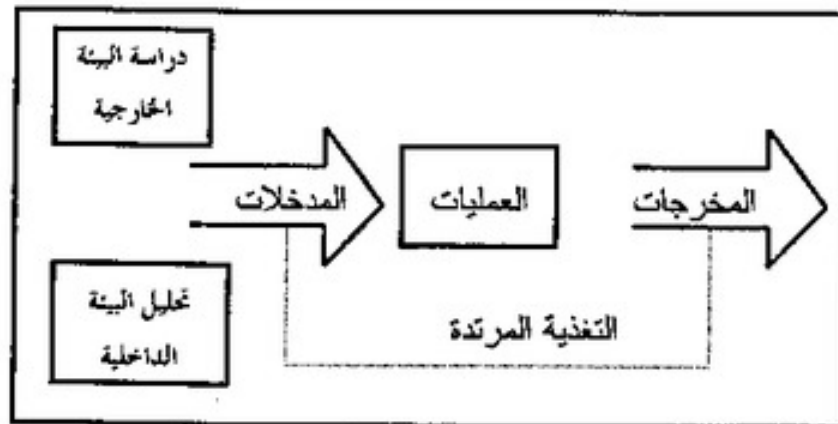 دراسة البيئة
الخارجية
المدخلات
العمليات
المخرجات
تحليل البيئة
الداخلية
التغذية المرتدة